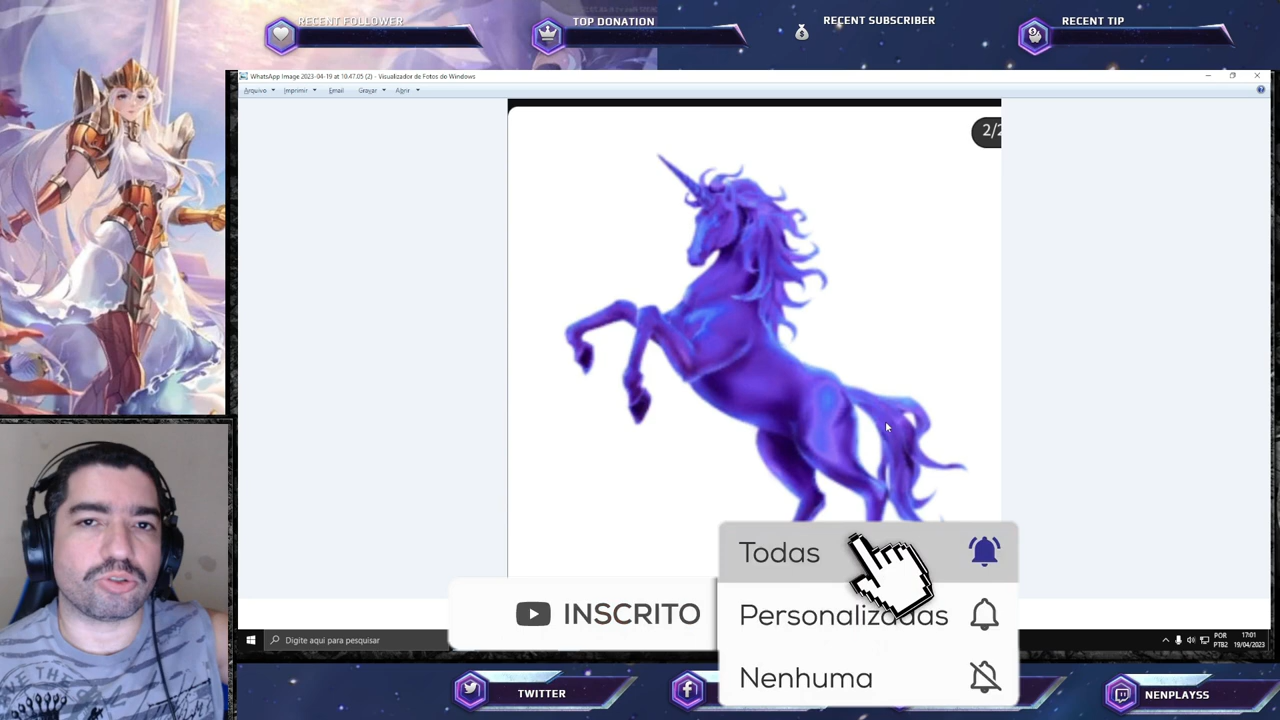 RECENT FOLLOWER
TOP DONATION
RECENT SUBSCRIBER
RECENT TIP
WhatsApp Image 2023-04-19 at 10.47.05 (2) - Visualizador de Fotos do Windows
Arquivo Imprimir Email Gravar Abrir
2/2
Todas
INSCRITO
Personalizadas
Nenhuma
Digite aqui para pesquisar
POR
PTB2
17:01
19/04/2023
TWITTER
NENPLAYSS